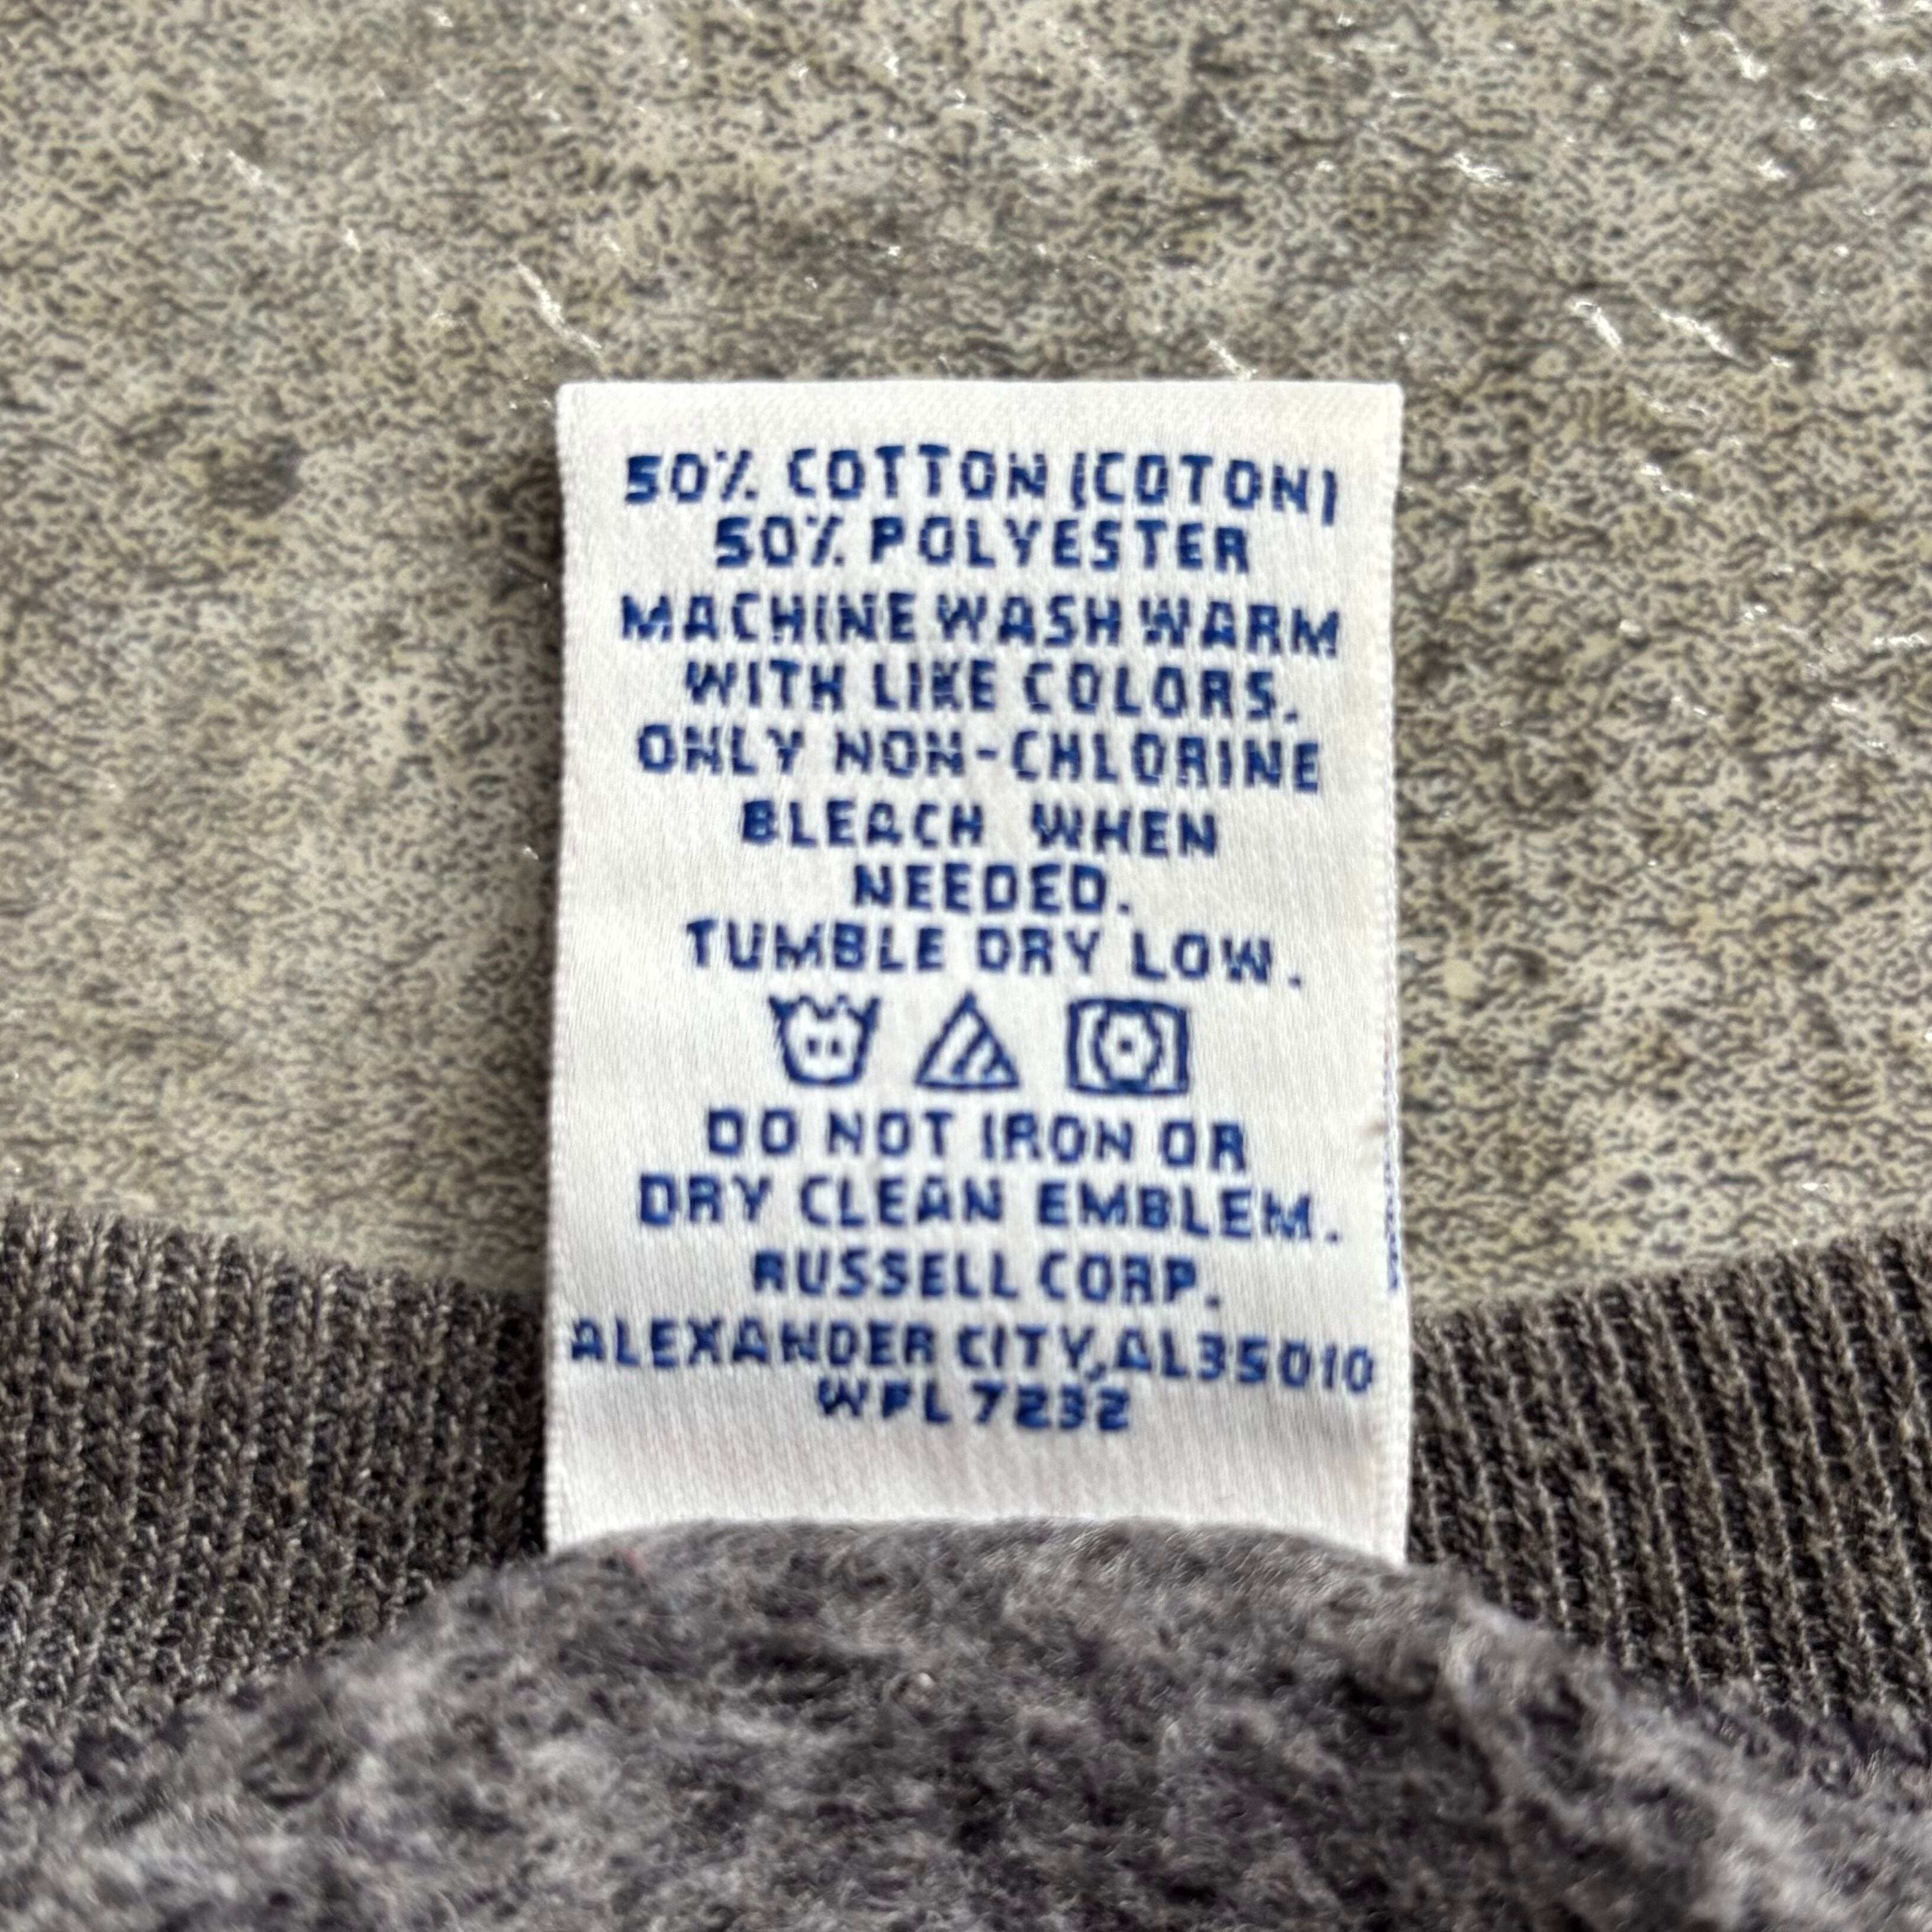 50% COTTON (COTON)
50% POLYESTER
MACHINE WASH WARM
WITH LIKE COLORS.
ONLY NON-CHLORINE
BLEACH WHEN
NEEDED.
TUMBLE DRY LOW.
DO NOT IRON OR
DRY CLEAN EMBLEM.
RUSSELL CORP.
ALEXANDER CITY, AL35010
WPL 7232